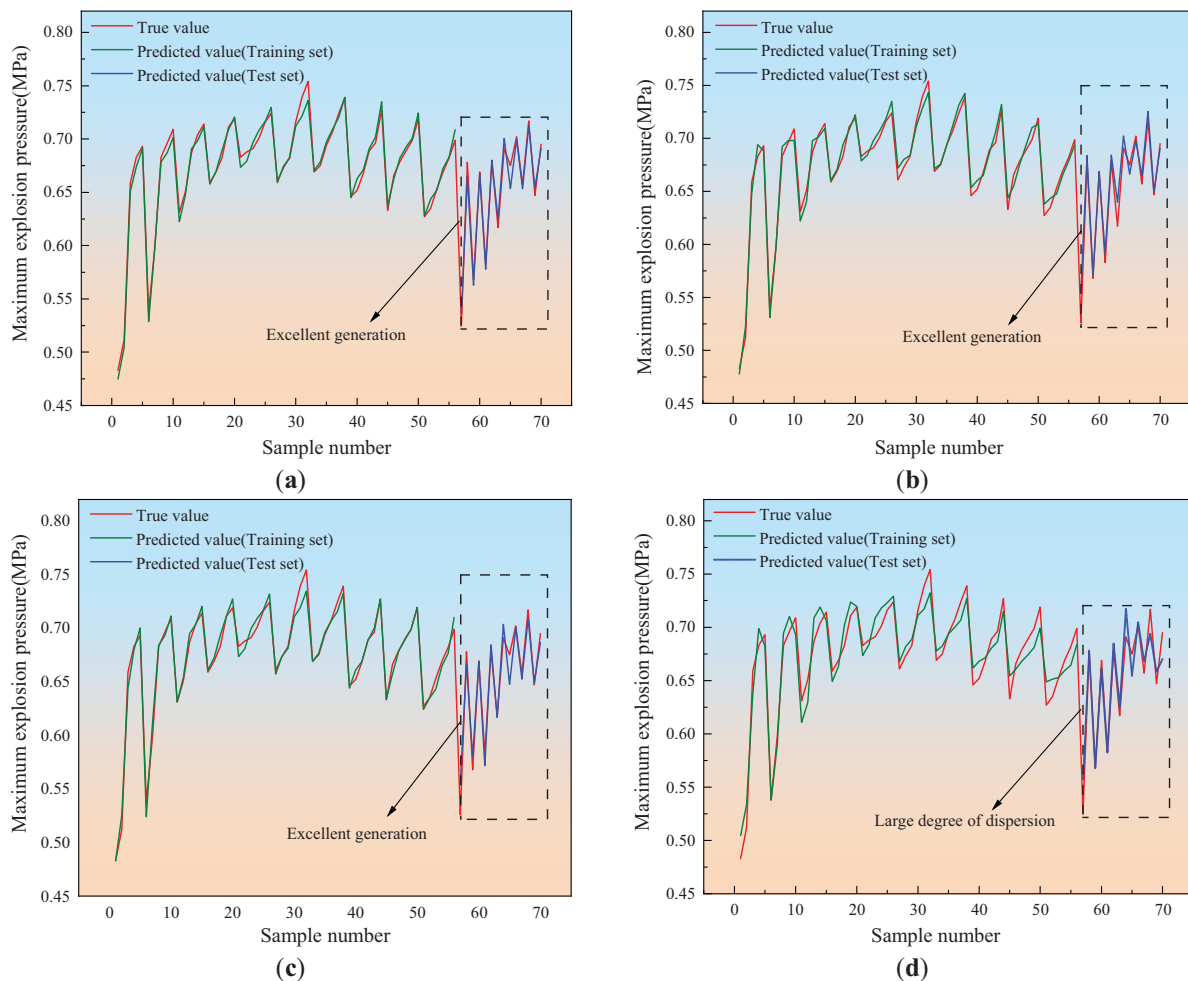 True value
Predicted value(Training set)
Predicted value(Test set)
Maximum explosion pressure(MPa)
0.80
0.75
0.70
0.65
0.60
0.55
0.50
0.45
Excellent generation
0 10 20 30 40 50 60 70
Sample number
(a)
True value
Predicted value(Training set)
Predicted value(Test set)
Maximum explosion pressure(MPa)
0.80
0.75
0.70
0.65
0.60
0.55
0.50
0.45
Excellent generation
0 10 20 30 40 50 60 70
Sample number
(b)
True value
Predicted value(Training set)
Predicted value(Test set)
Maximum explosion pressure(MPa)
0.80
0.75
0.70
0.65
0.60
0.55
0.50
0.45
Excellent generation
0 10 20 30 40 50 60 70
Sample number
(c)
True value
Predicted value(Training set)
Predicted value(Test set)
Maximum explosion pressure(MPa)
0.80
0.75
0.70
0.65
0.60
0.55
0.50
0.45
Large degree of dispersion
0 10 20 30 40 50 60 70
Sample number
(d)